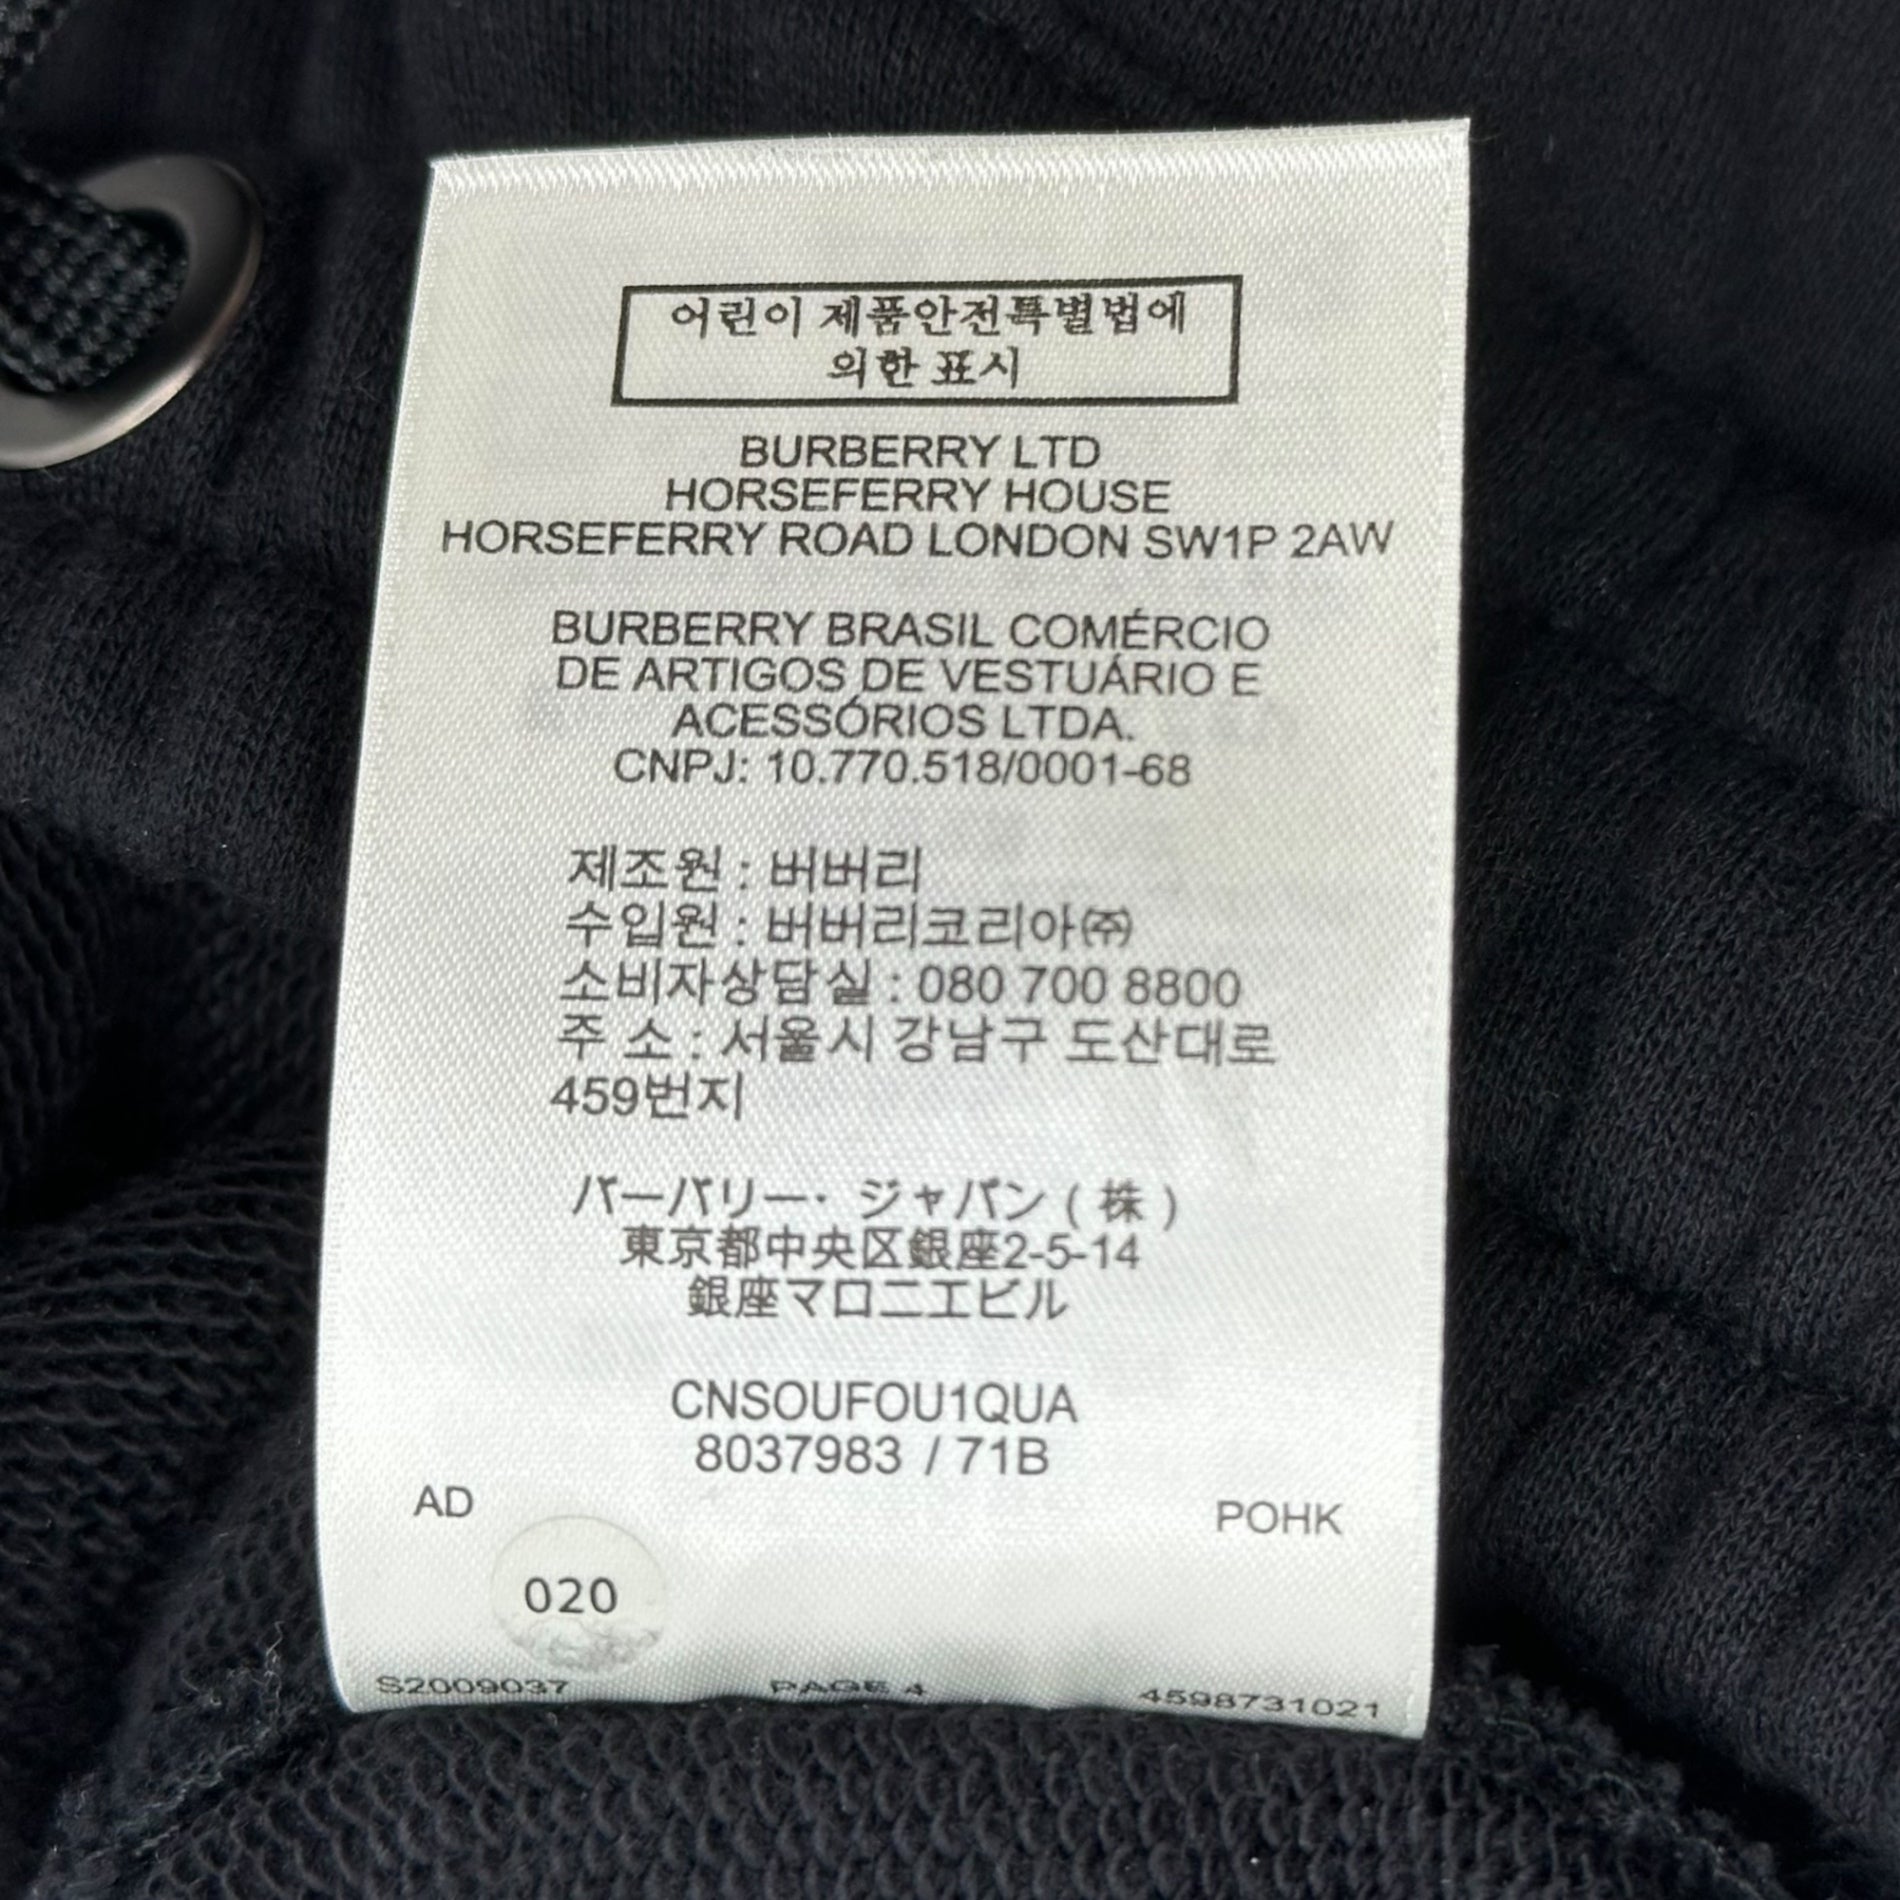 어린이 제품안전특별법에
의한 표시
BURBERRY LTD
HORSEFERRY HOUSE
HORSEFERRY ROAD LONDON SW1P 2AW
BURBERRY BRASIL COMÉRCIO
DE ARTIGOS DE VESTUÁRIO E
ACESSÓRIOS LTDA.
CNPJ: 10.770.518/0001-68
제조원 : 버버리
수입원 : 버버리코리아㈜
소비자상담실 : 080 700 8800
주 소 : 서울시 강남구 도산대로
459번지
バーバリー・ジャパン ( 株 )
東京都中央区銀座2-5-14
銀座マロニエビル
CNSOUFOU1QUA
8037983 / 71B
AD
POHK
020
S2009037 PAGE 4 4598731021